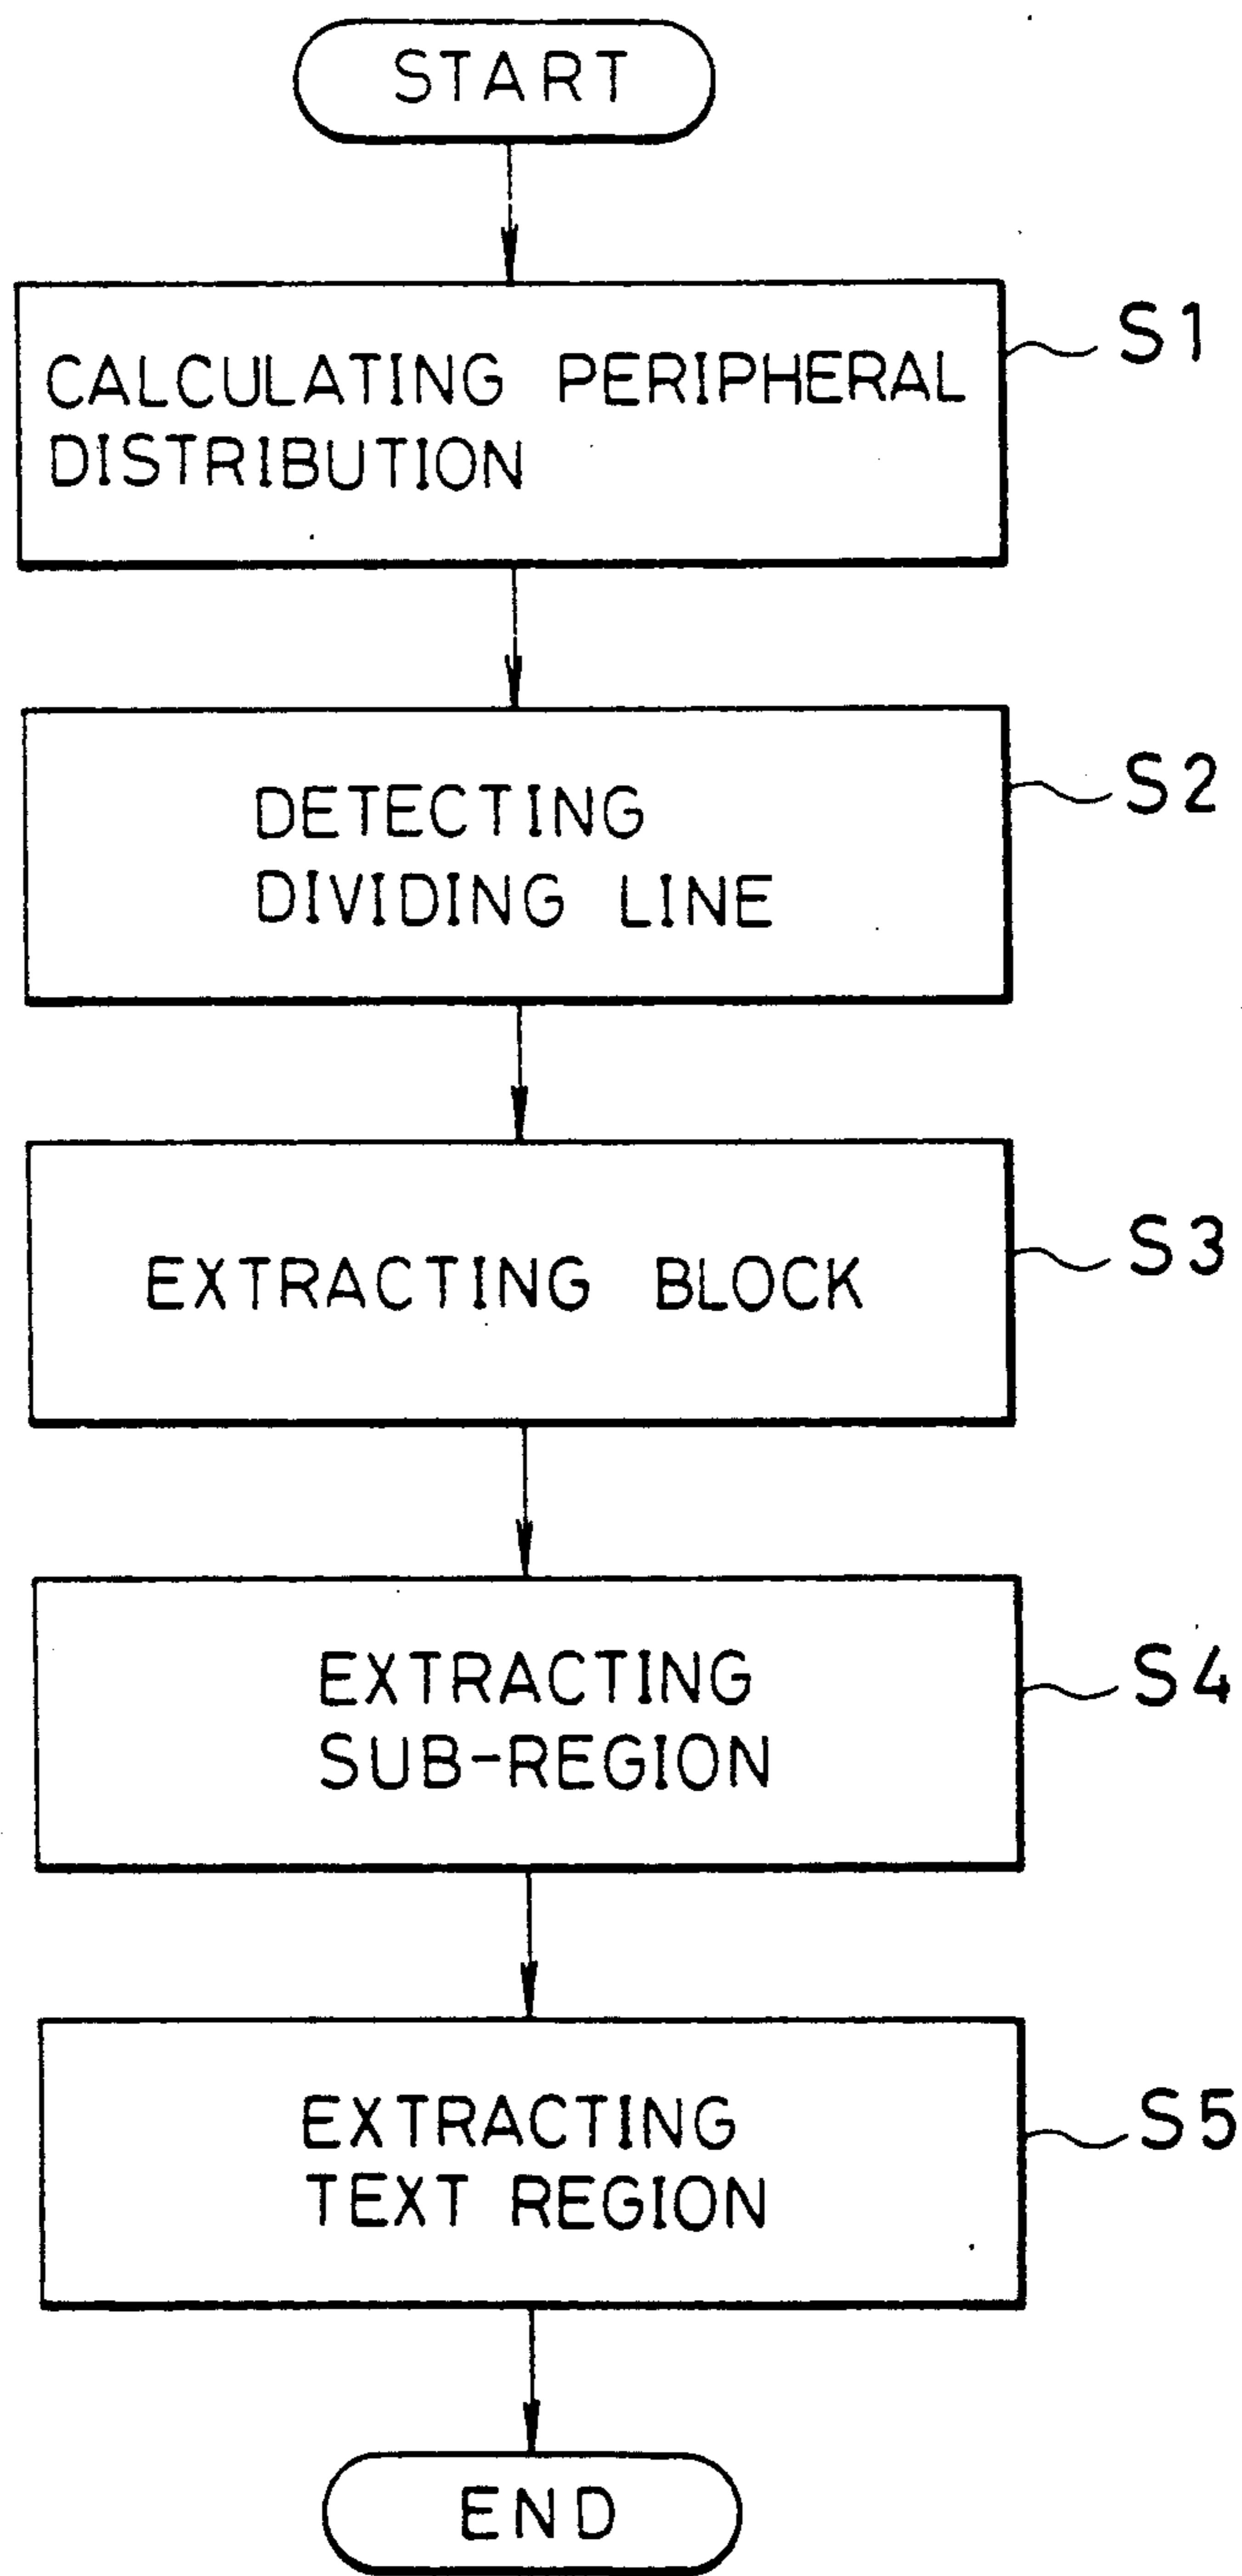 START
CALCULATING PERIPHERAL
DISTRIBUTION
S1
DETECTING
DIVIDING LINE
S2
EXTRACTING BLOCK
S3
EXTRACTING
SUB-REGION
S4
EXTRACTING
TEXT REGION
S5
END